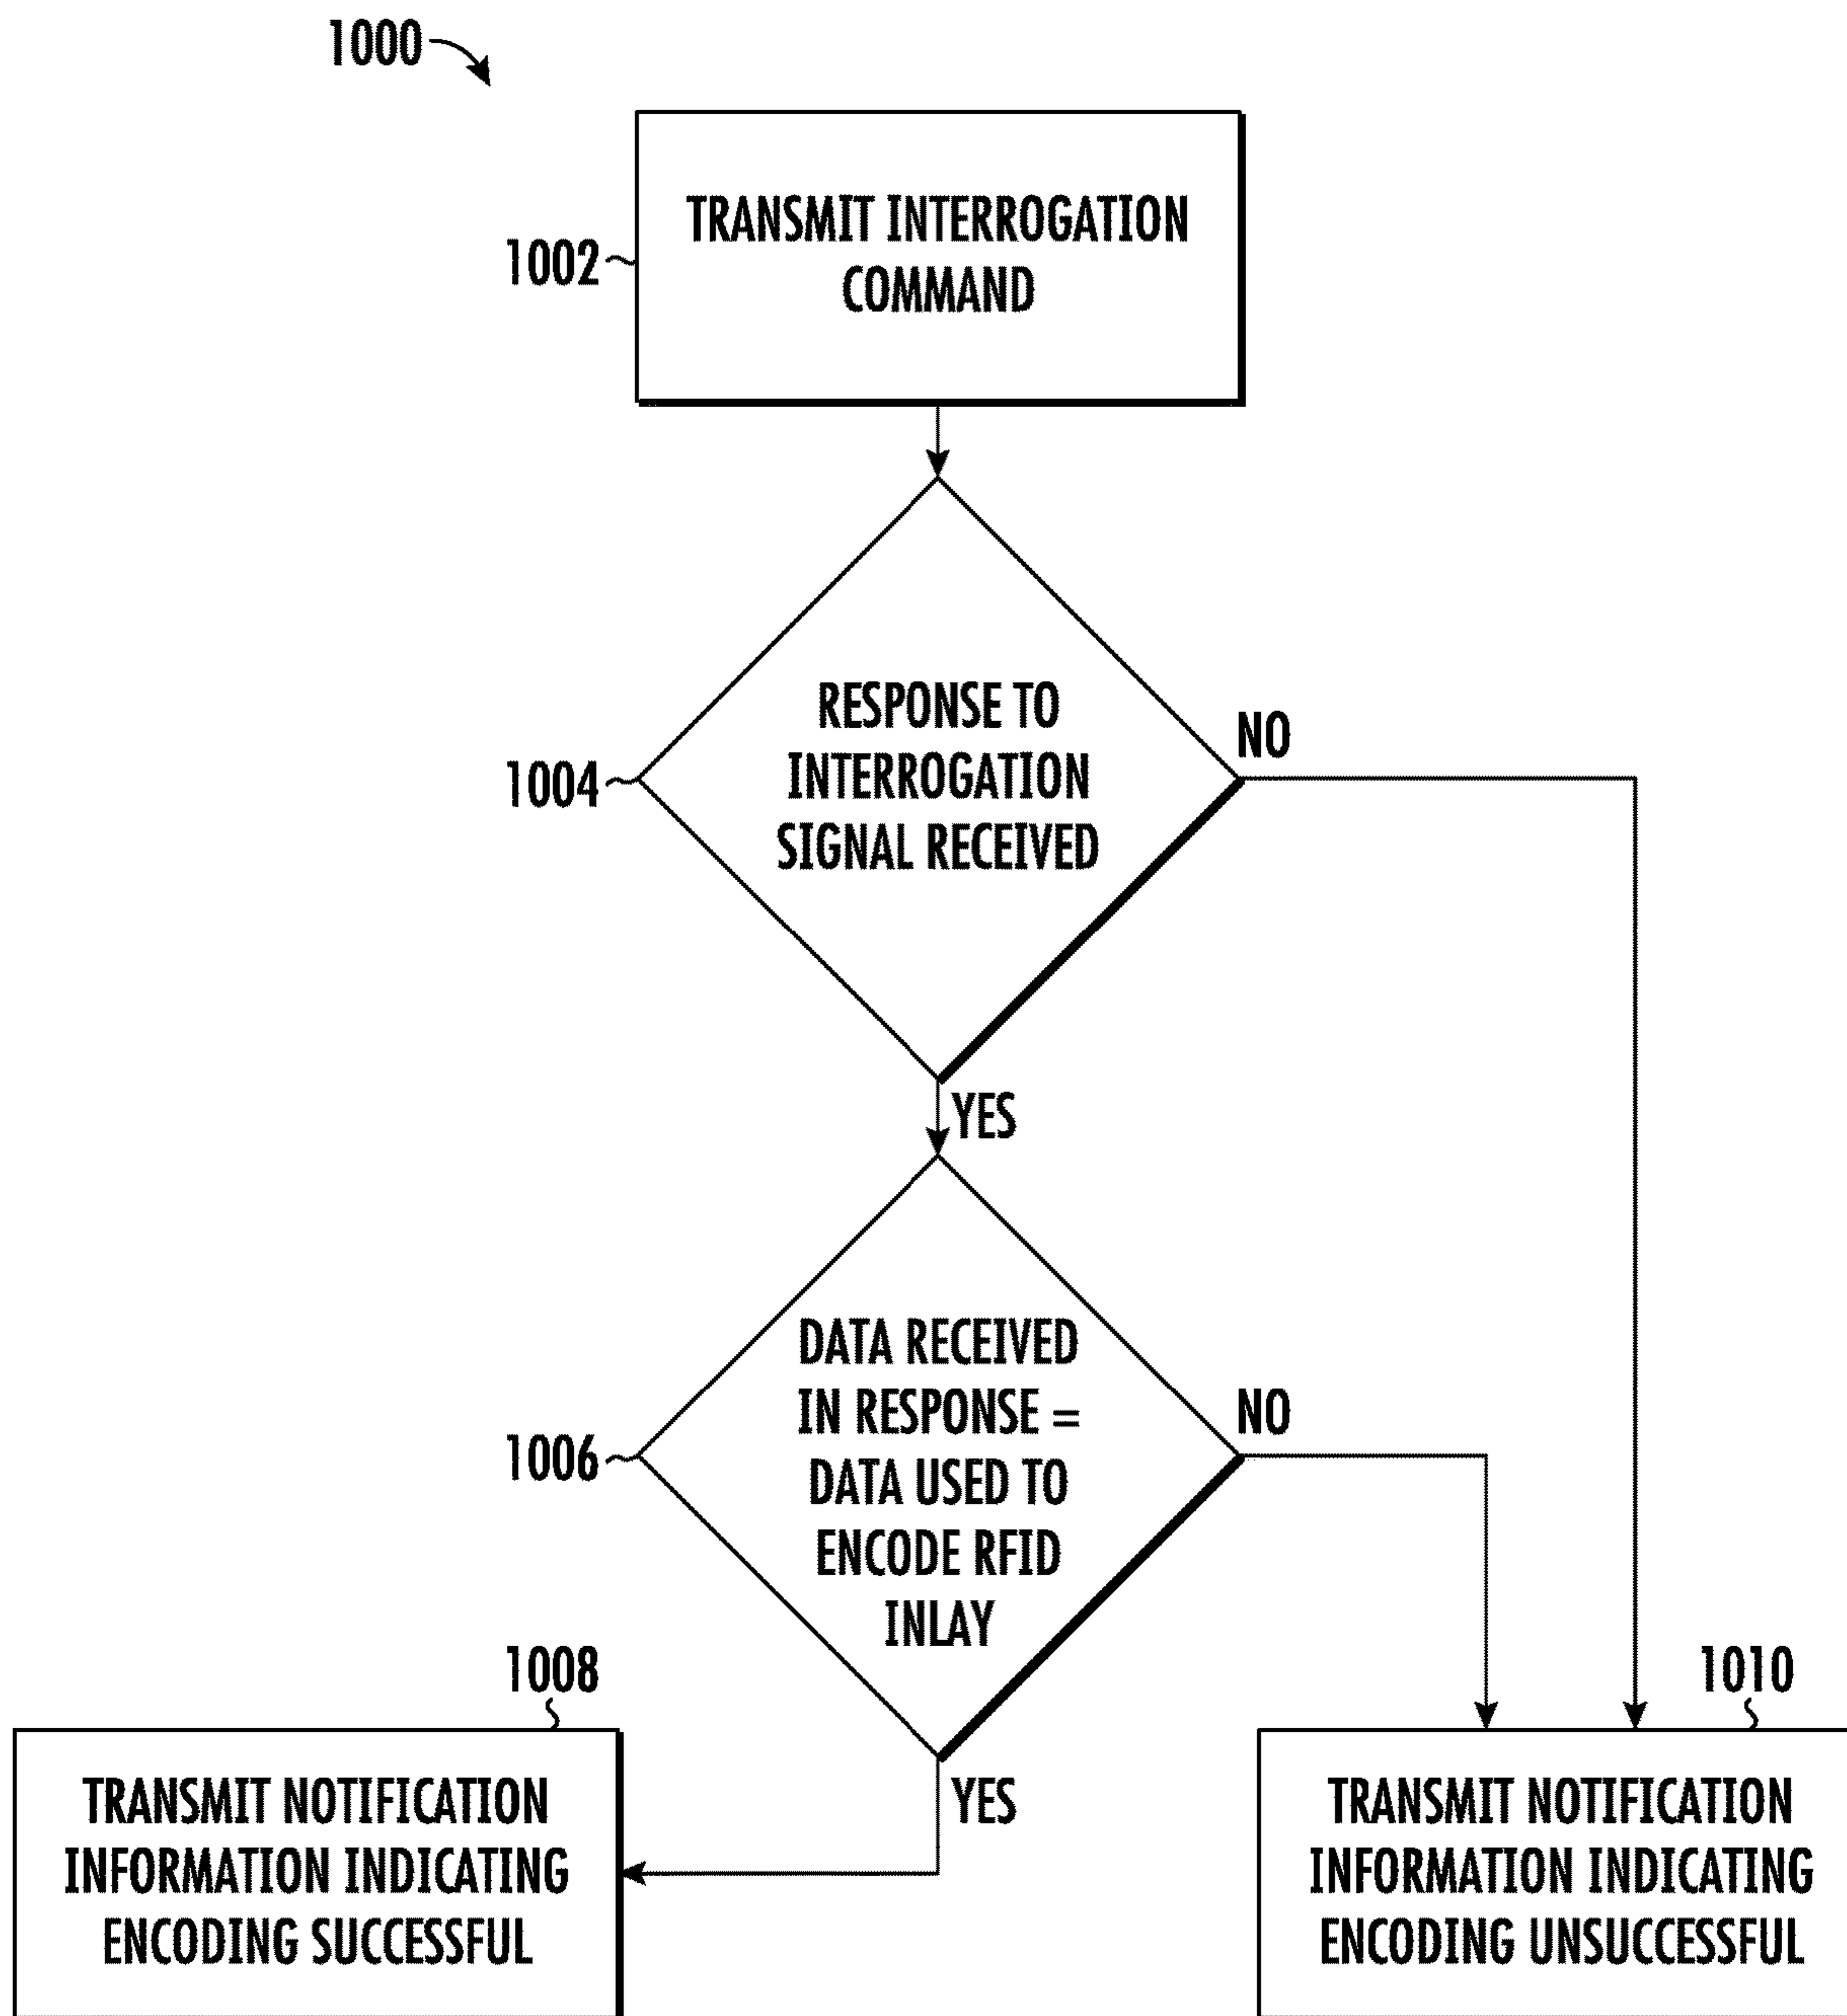 1000
TRANSMIT INTERROGATION
COMMAND
1002
RESPONSE TO
INTERROGATION
SIGNAL RECEIVED
1004
NO
YES
DATA RECEIVED
IN RESPONSE =
DATA USED TO
ENCODE RFID
INLAY
1006
NO
YES
1008
TRANSMIT NOTIFICATION
INFORMATION INDICATING
ENCODING SUCCESSFUL
1010
TRANSMIT NOTIFICATION
INFORMATION INDICATING
ENCODING UNSUCCESSFUL